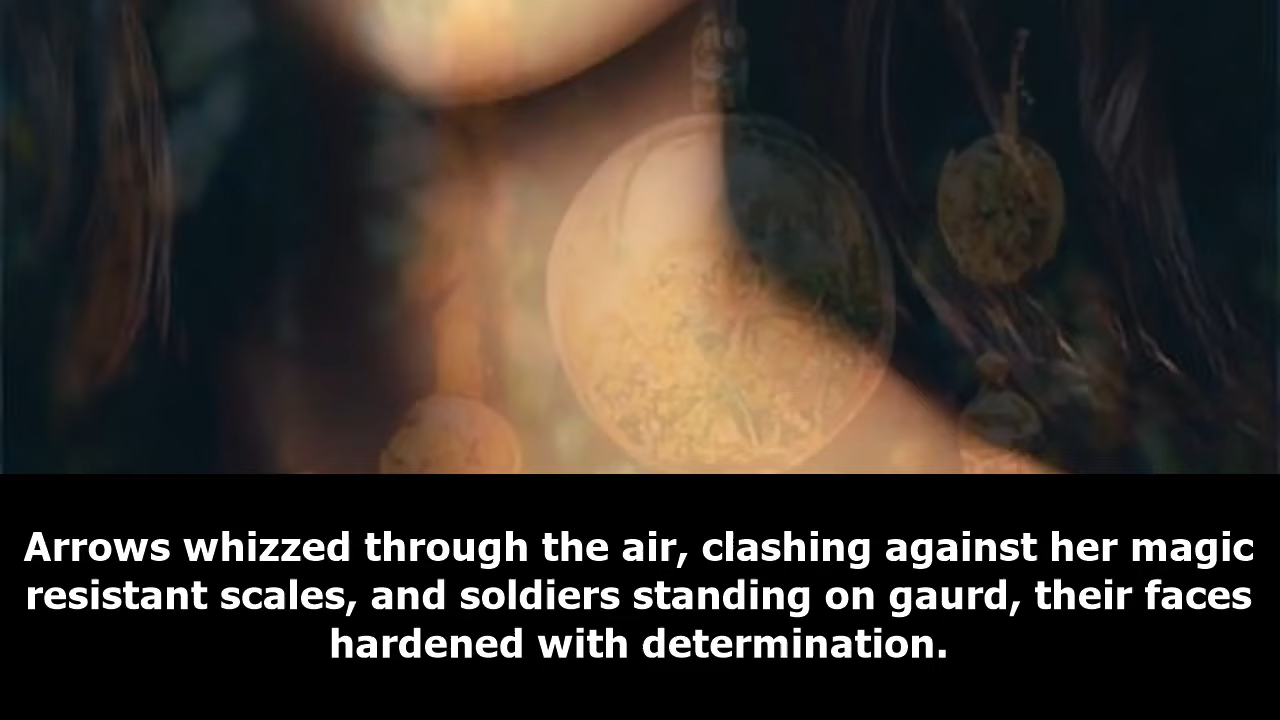 Arrows whizzed through the air, clashing against her magic
resistant scales, and soldiers standing on gaurd, their faces
hardened with determination.